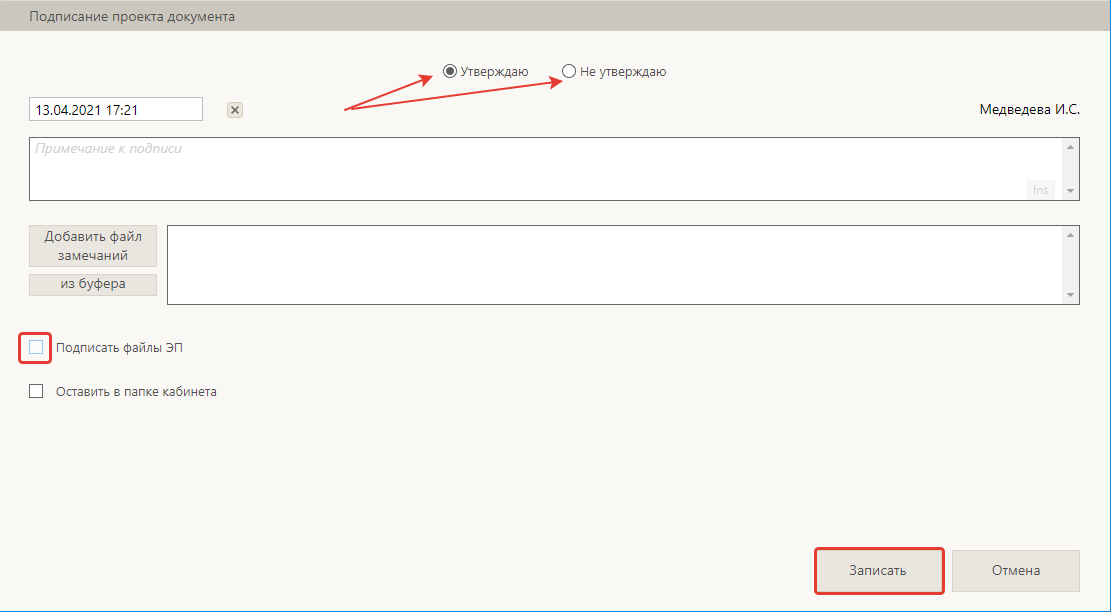 Подписание проекта документа
Утверждаю Не утверждаю
13.04.2021 17:21 Медведева И.С.
Примечание к подписи
Ins
Добавить файл
замечаний
из буфера
Подписать файлы ЭП
Оставить в папке кабинета
Записать Отмена